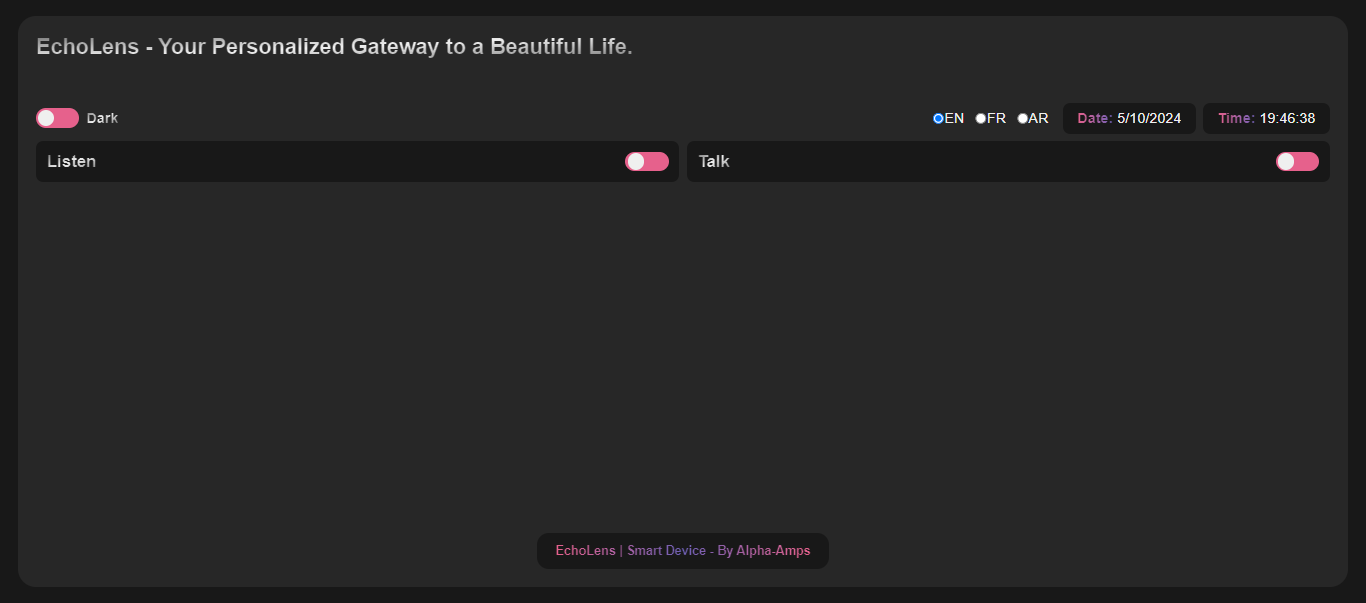 EchoLens - Your Personalized Gateway to a Beautiful Life.
Dark EN FR AR Date: 5/10/2024 Time: 19:46:38
Listen Talk
EchoLens | Smart Device - By Alpha-Amps